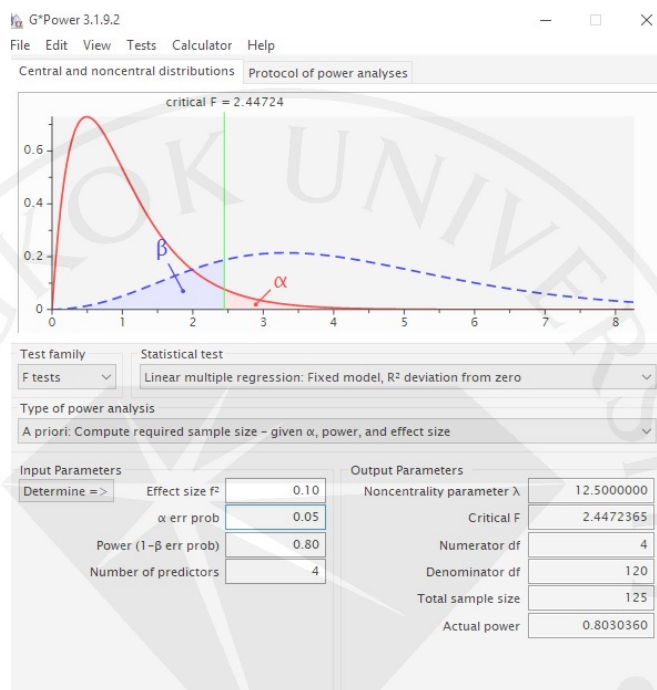 G*Power 3.1.9.2
File Edit View Tests Calculator Help
Central and noncentral distributions Protocol of power analyses
critical F = 2.44724
0.6
0.4
0.2
0
β
α
0 1 2 3 4 5 6 7 8
Test family Statistical test
F tests Linear multiple regression: Fixed model, R² deviation from zero
Type of power analysis
A priori: Compute required sample size – given α, power, and effect size
Input Parameters Output Parameters
Determine => Effect size f² 0.10 Noncentrality parameter λ 12.5000000
α err prob 0.05 Critical F 2.4472365
Power (1-β err prob) 0.80 Numerator df 4
Number of predictors 4 Denominator df 120
Total sample size 125
Actual power 0.8030360